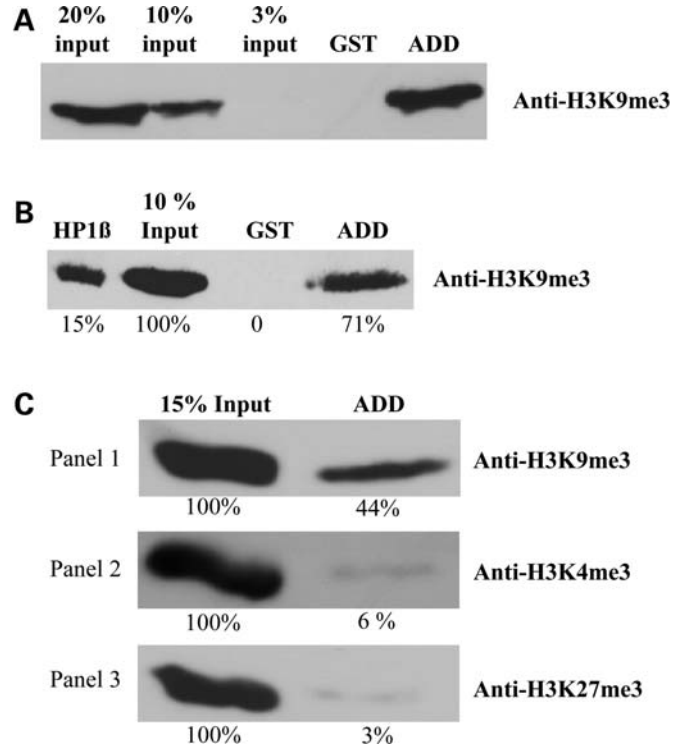 A
20% 10% 3%
input input input GST ADD
Anti-H3K9me3
B
10 %
HP1ß Input GST ADD
Anti-H3K9me3
15% 100% 0 71%
C
15% Input ADD
Panel 1 Anti-H3K9me3
100% 44%
Panel 2 Anti-H3K4me3
100% 6 %
Panel 3 Anti-H3K27me3
100% 3%